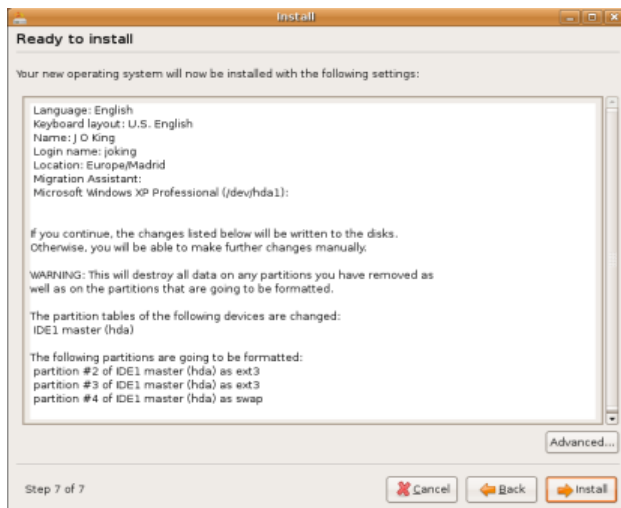 Install
Ready to install
Your new operating system will now be installed with the following settings:
Language: English
Keyboard layout: U.S. English
Name: J O King
Login name: joking
Location: Europe/Madrid
Migration Assistant:
Microsoft Windows XP Professional (/dev/hda1):
If you continue, the changes listed below will be written to the disks.
Otherwise, you will be able to make further changes manually.
WARNING: This will destroy all data on any partitions you have removed as
well as on the partitions that are going to be formatted.
The partition tables of the following devices are changed:
IDE1 master (hda)
The following partitions are going to be formatted:
partition #2 of IDE1 master (hda) as ext3
partition #3 of IDE1 master (hda) as ext3
partition #4 of IDE1 master (hda) as swap
Advanced...
Step 7 of 7
Cancel
Back
Install